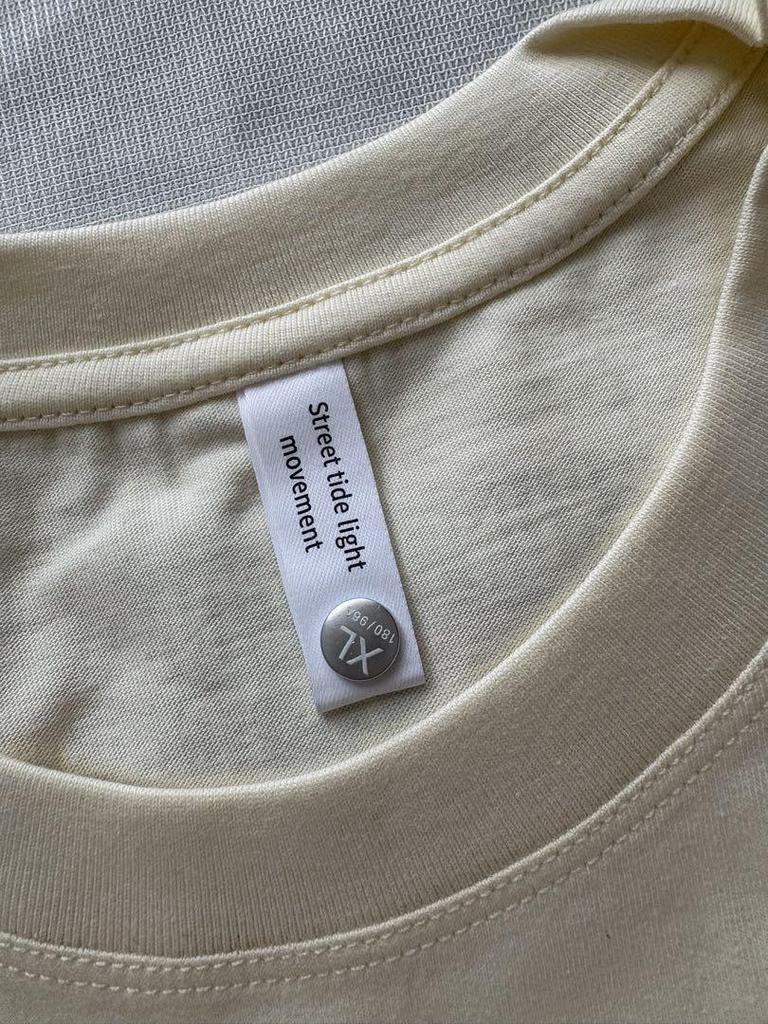 Street tide light
movement
XL
180/96A